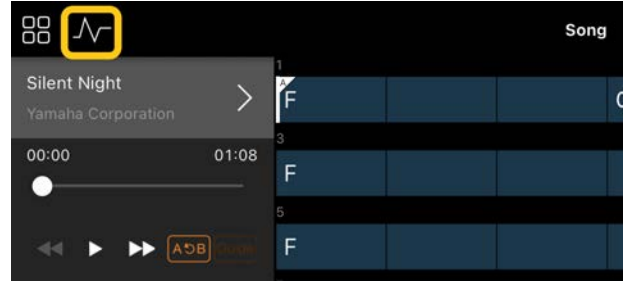 Song
Silent Night
Yamaha Corporation
00:00 01:08
A B
1
A
F
3
F
5
F